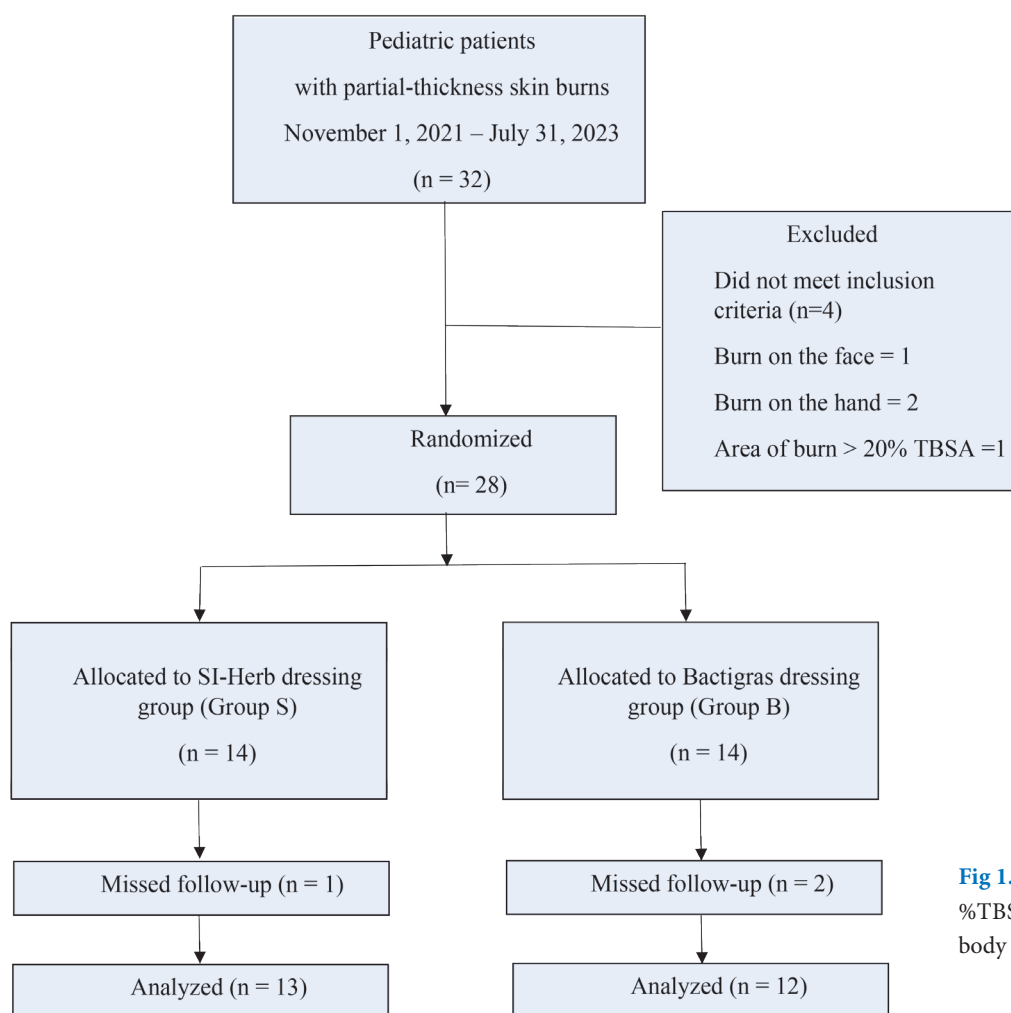 Pediatric patients
with partial-thickness skin burns
November 1, 2021 – July 31, 2023
(n = 32)
Excluded
Did not meet inclusion
criteria (n=4)
Burn on the face = 1
Burn on the hand = 2
Area of burn > 20% TBSA =1
Randomized
(n= 28)
Allocated to SI-Herb dressing
group (Group S)
(n = 14)
Allocated to Bactigras dressing
group (Group B)
(n = 14)
Missed follow-up (n = 1)
Missed follow-up (n = 2)
Analyzed (n = 13)
Analyzed (n = 12)
Fig 1.
%TBS
body